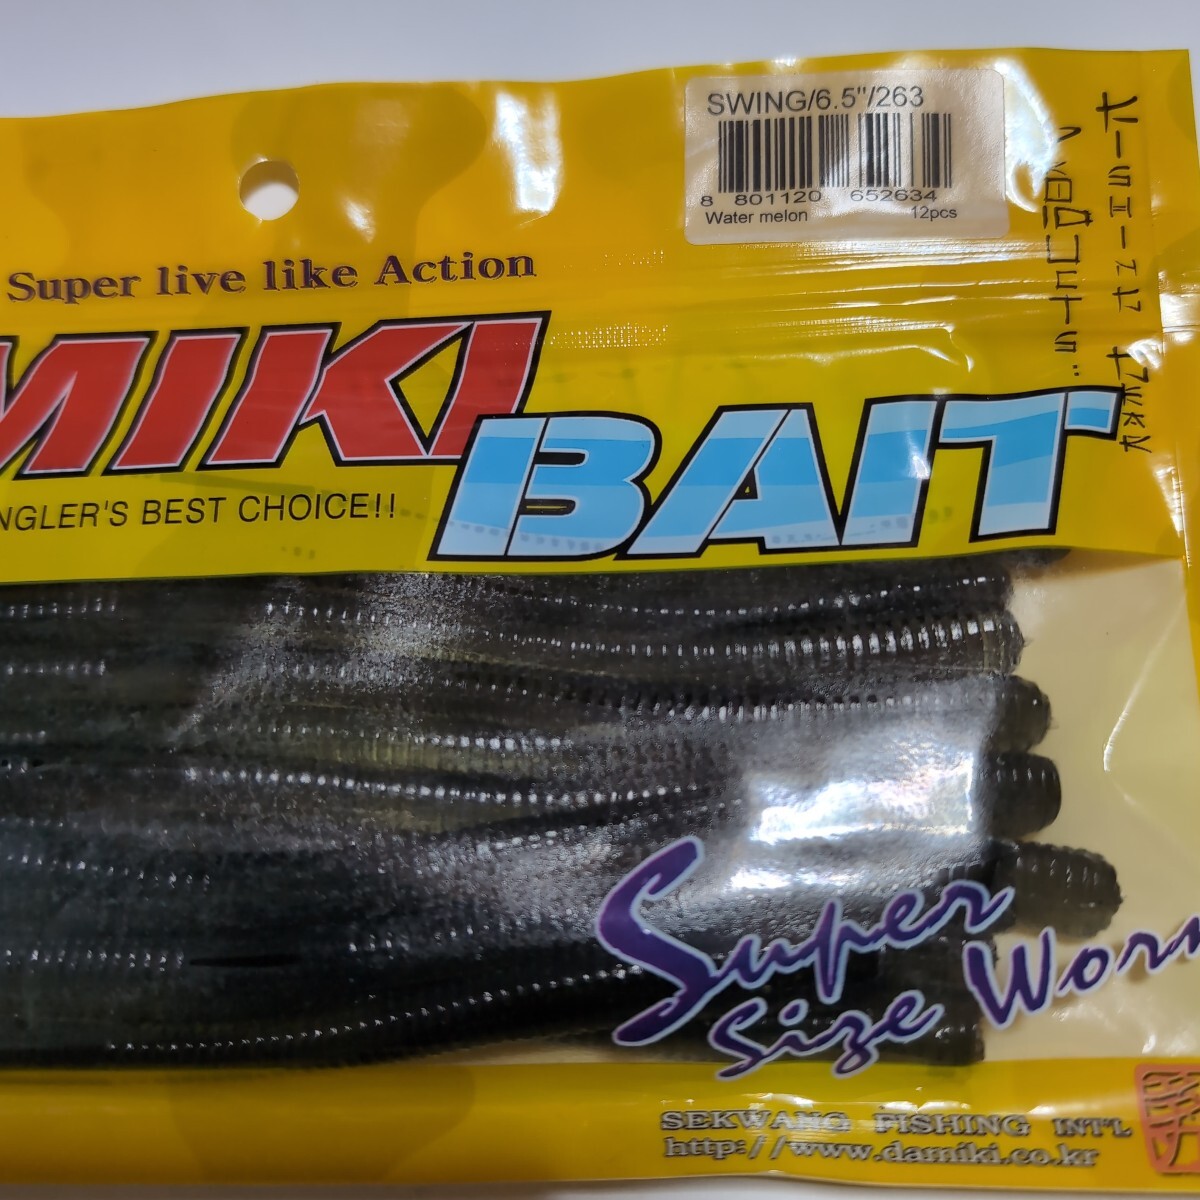 SWING/6.5"/263
8 801120 652634
Water melon 12pcs
Super live like Action
MIKI
BAIT
NGLER'S BEST CHOICE!!
Super
Size Worm
SEKWANG FISHING INT'L
http://www.damiki.co.kr